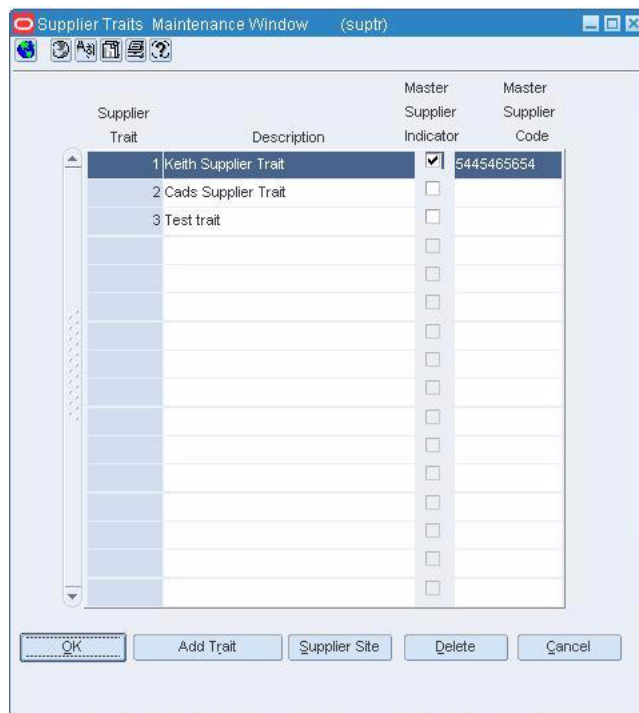 Supplier Traits Maintenance Window (suptr)
Master Master
Supplier Supplier Supplier
Trait Description Indicator Code
1 Keith Supplier Trait 5445465654
2 Cads Supplier Trait
3 Test trait
OK Add Trait Supplier Site Delete Cancel